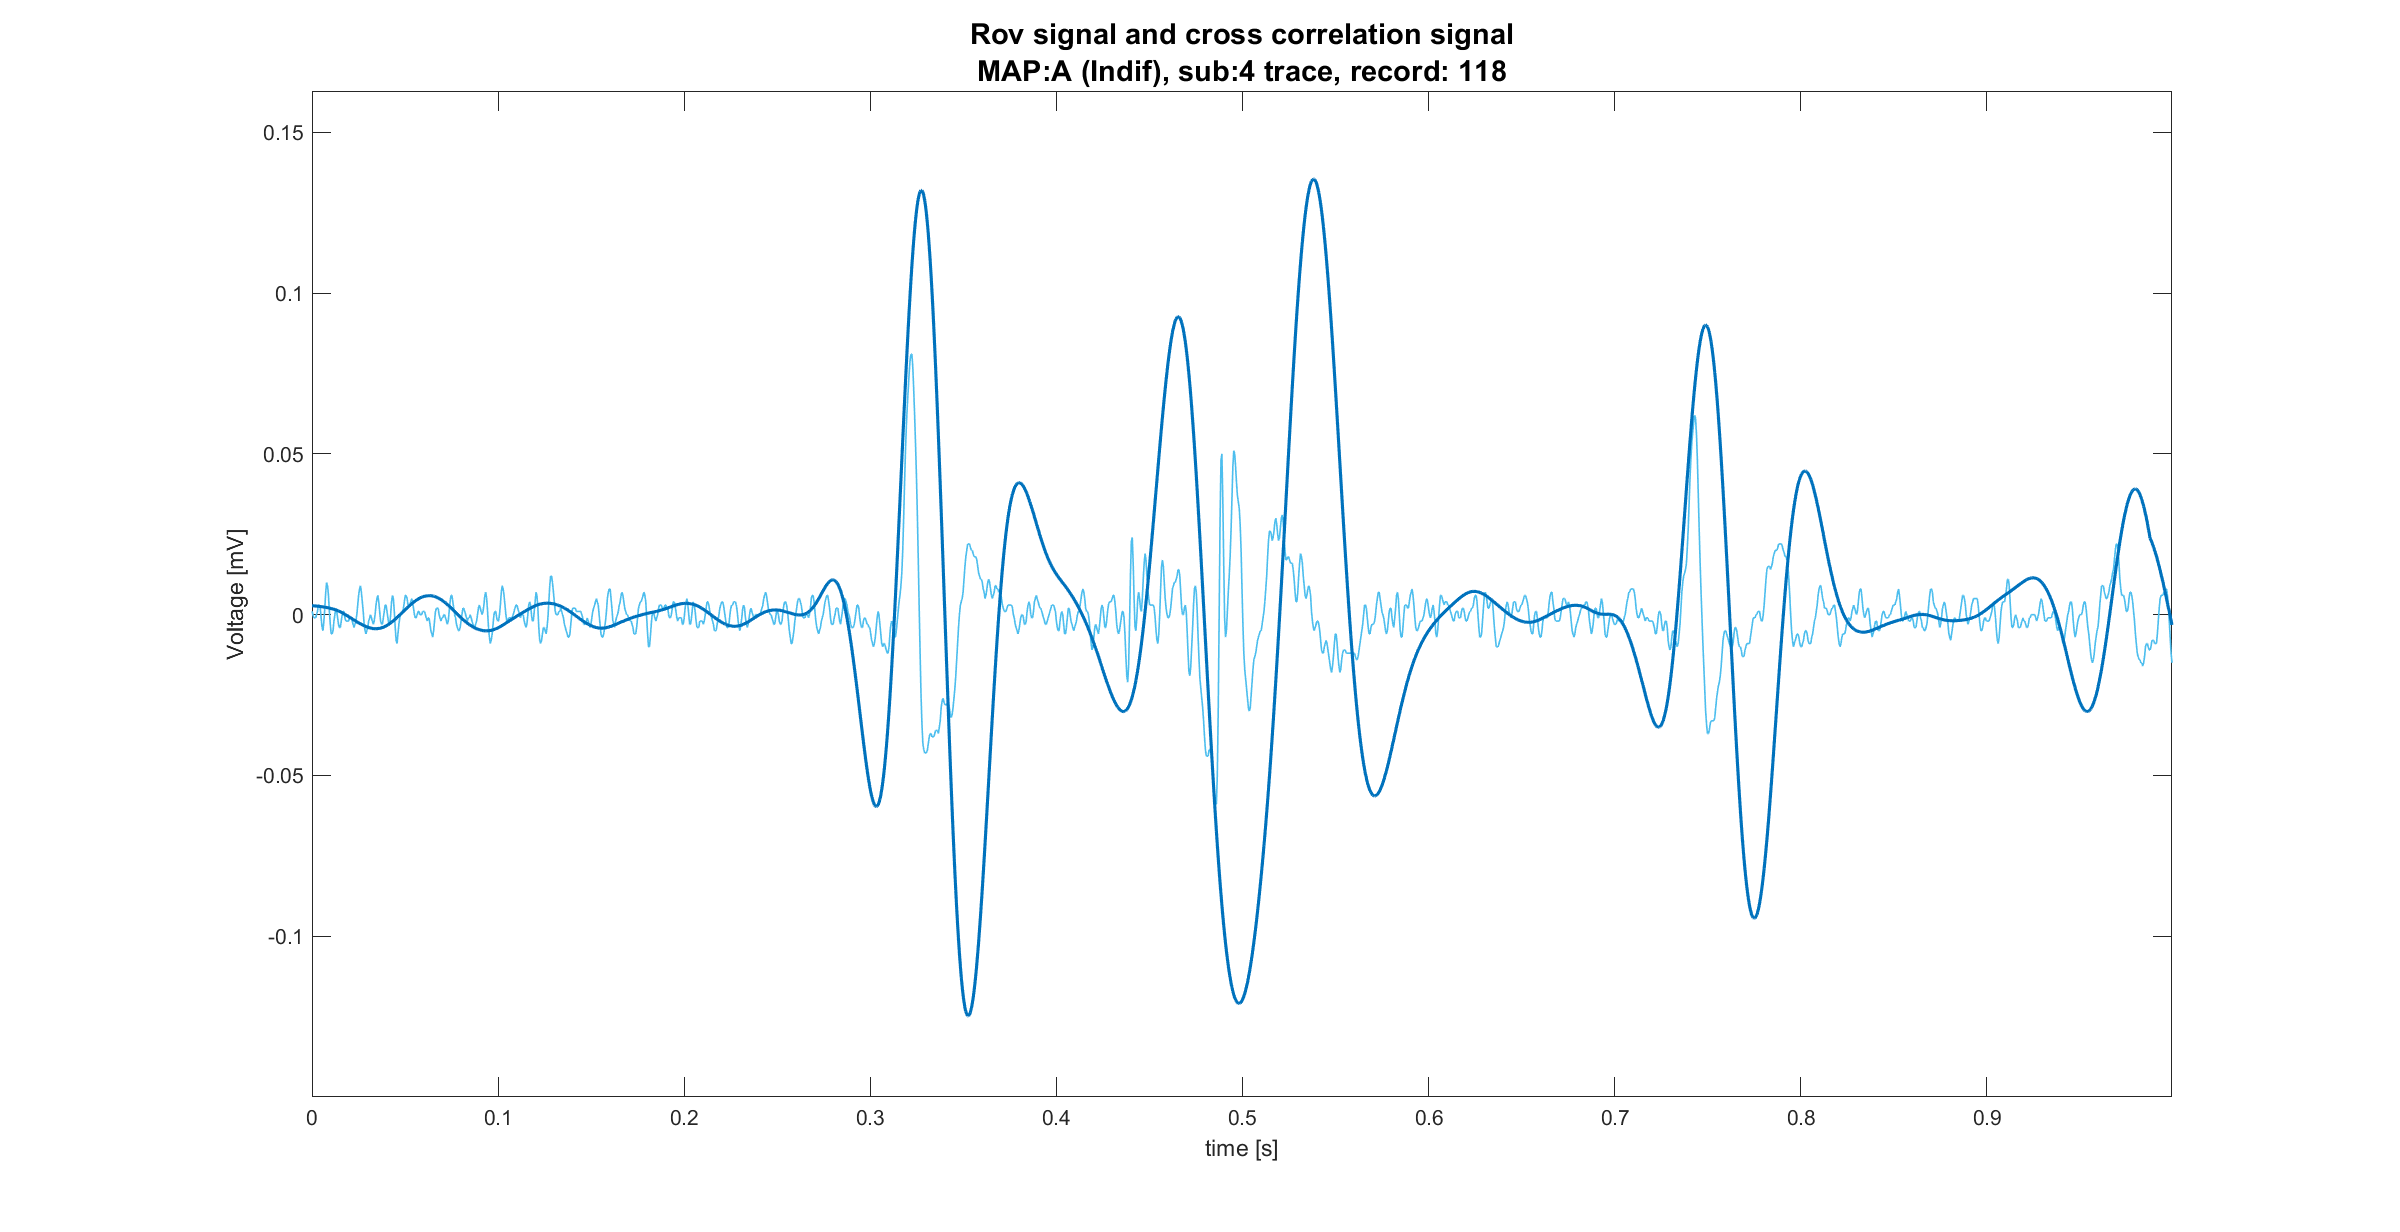 Rov signal and cross correlation signal
MAP:A (Indif), sub:4 trace, record: 118
0.15
0.1
0.05
0
-0.05
-0.1
Voltage [mV]
0 0.1 0.2 0.3 0.4 0.5 0.6 0.7 0.8 0.9
time [s]